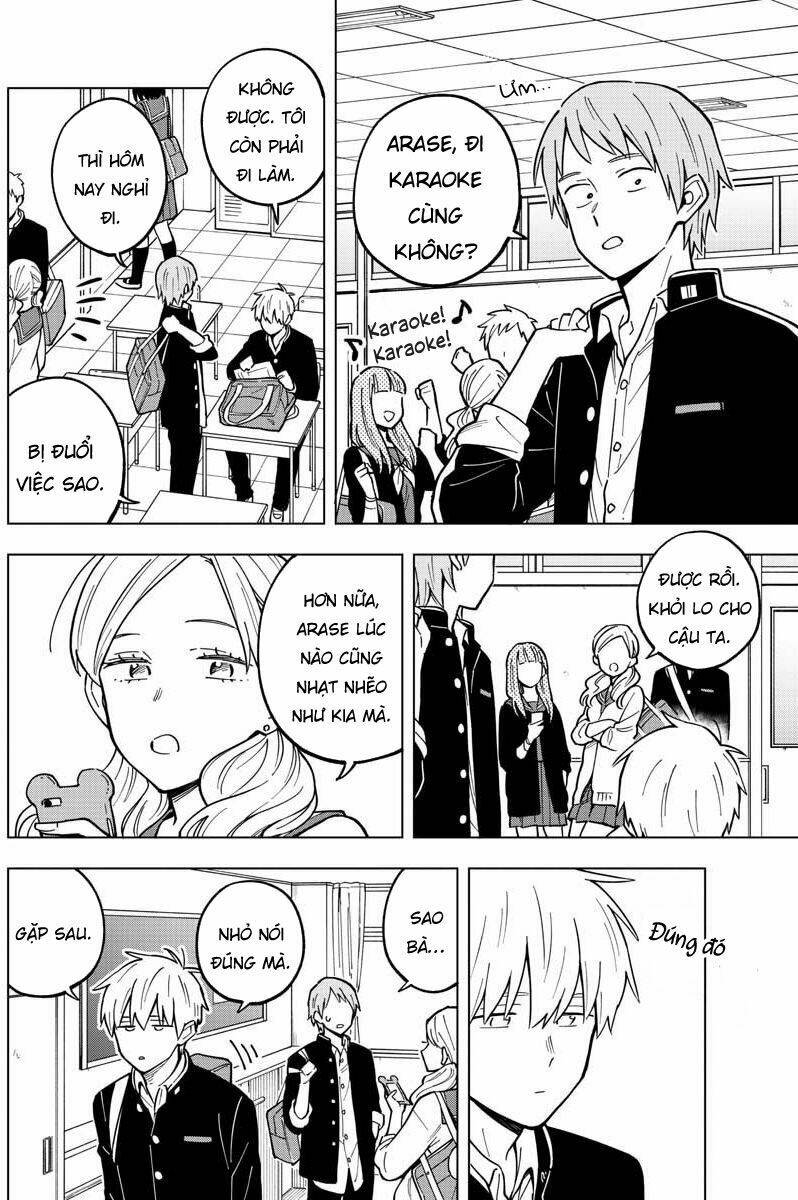 Ừm...
ARASE, ĐI
KARAOKE
CÙNG
KHÔNG?
Karaoke!
Karaoke!
KHÔNG
ĐƯỢC. TÔI
CÒN PHẢI
ĐI LÀM.
THÌ HÔM
NAY NGHỈ
ĐI.
BỊ ĐUỔI
VIỆC SAO.
ĐƯỢC RỒI.
KHỎI LO CHO
CẬU TA.
HƠN NỮA,
ARASE LÚC
NÀO CŨNG
NHẠT NHẼO
NHƯ KIA MÀ.
Đúng đó
SAO
BÀ...
NHỎ NÓI
ĐÚNG MÀ.
GẶP SAU.